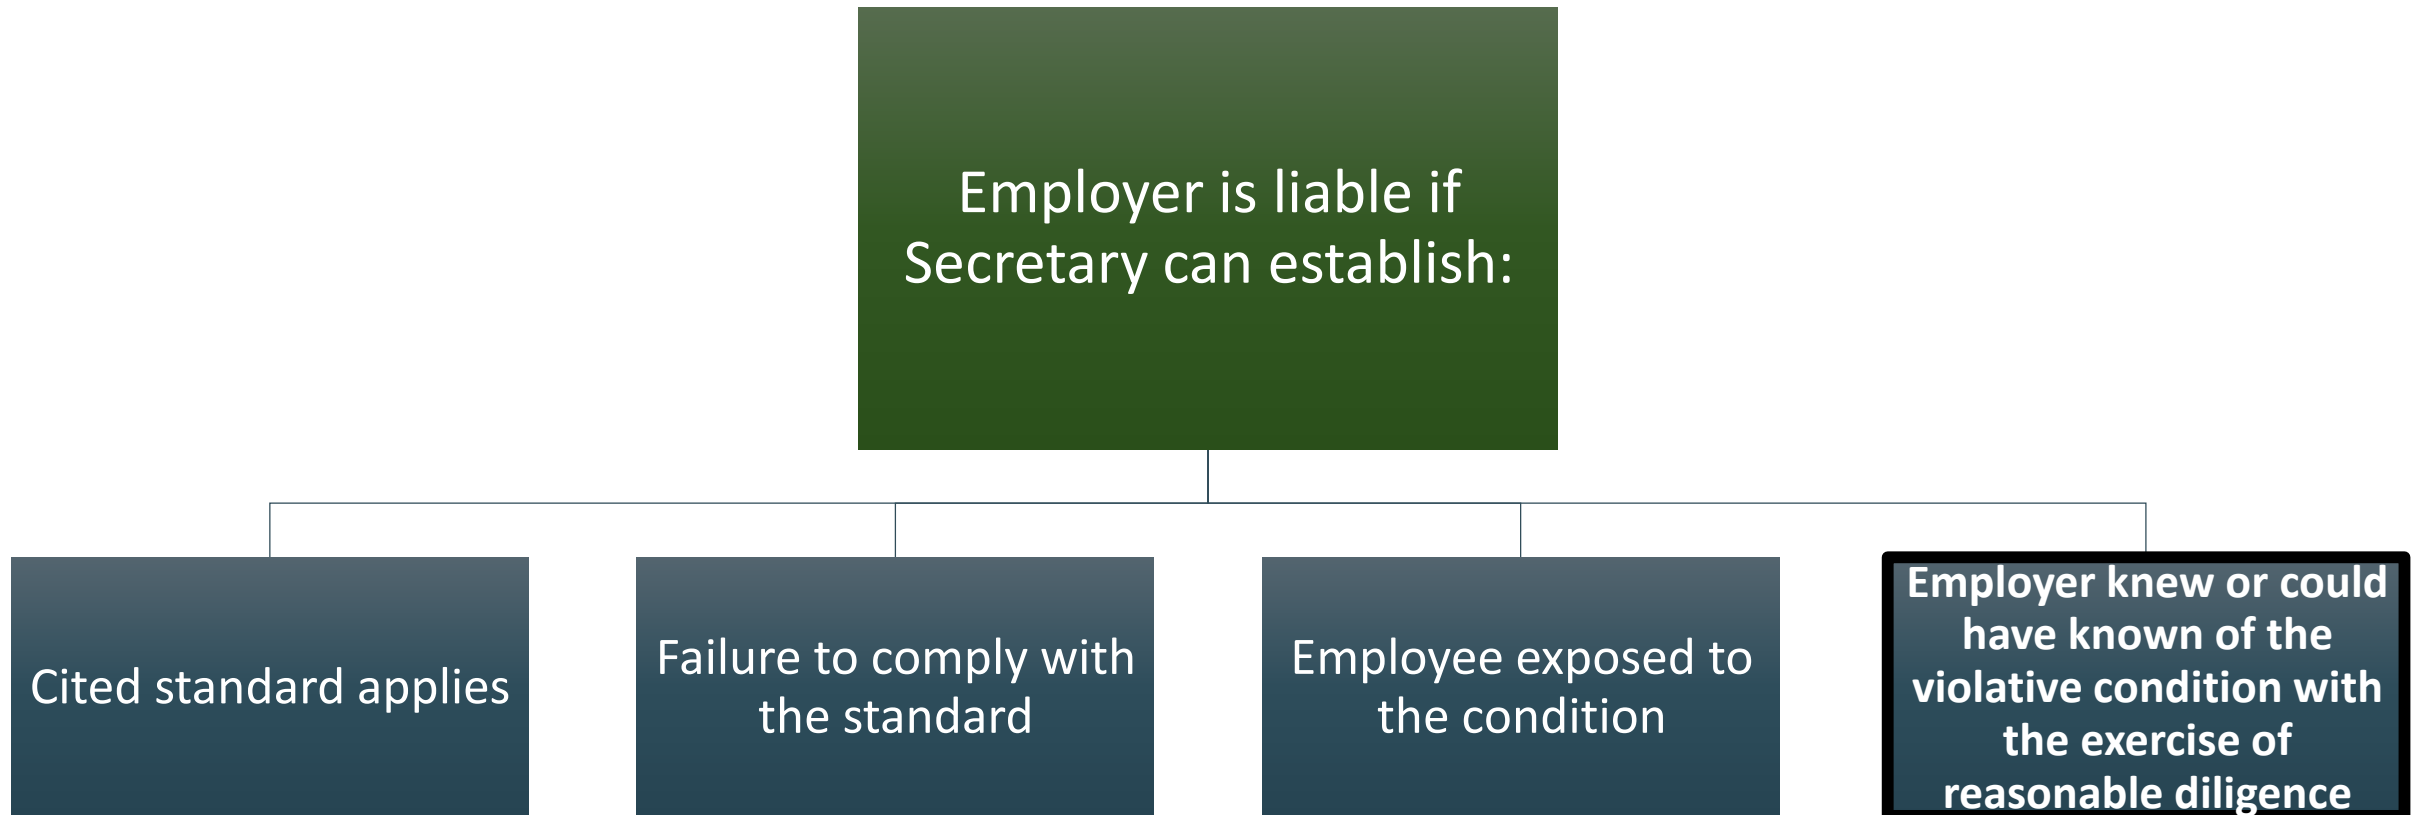 Employer is liable if
Secretary can establish:
Cited standard applies
Failure to comply with
the standard
Employee exposed to
the condition
Employer knew or could
have known of the
violative condition with
the exercise of
reasonable diligence